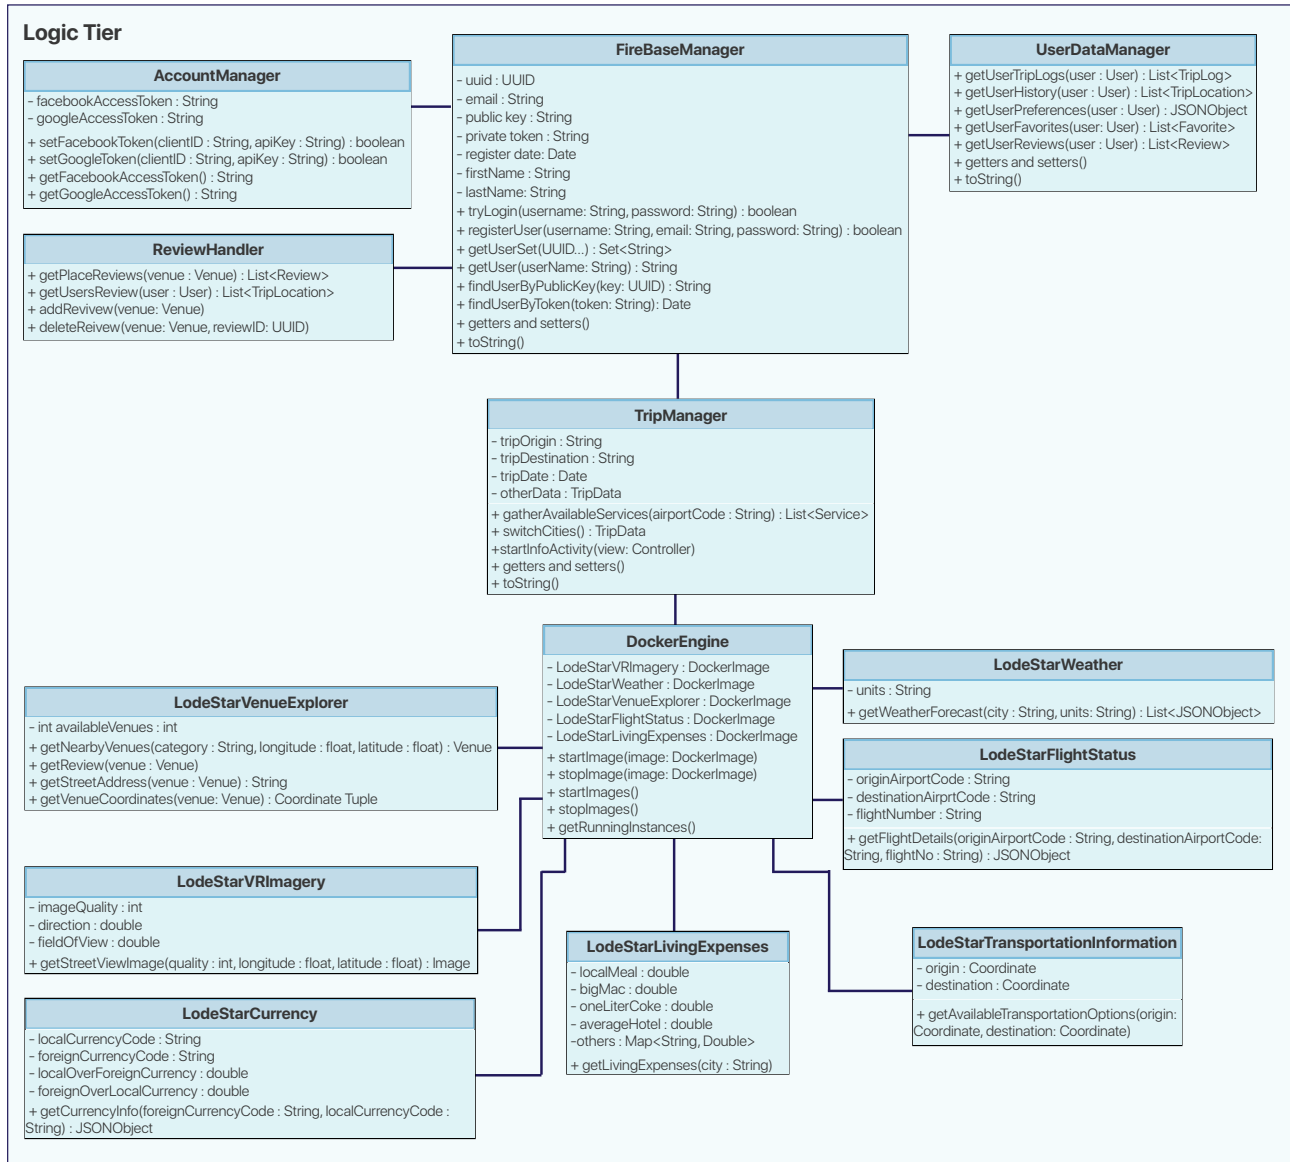 Logic Tier
AccountManager
- facebookAccessToken : String
- googleAccessToken : String
+ setFacebookToken(clientID : String, apiKey : String) : boolean
+ setGoogleToken(clientID : String, apiKey : String) : boolean
+ getFacebookAccessToken() : String
+ getGoogleAccessToken() : String
FireBaseManager
- uuid : UUID
- email : String
- public key : String
- private token : String
- register date: Date
- firstName : String
- lastName: String
+ tryLogin(username: String, password: String) : boolean
+ registerUser(username: String, email: String, password: String) : boolean
+ getUserSet(UUID...) : Set<String>
+ getUser(userName: String) : String
+ findUserByPublicKey(key: UUID) : String
+ findUserByToken(token: String): Date
+ getters and setters()
+ toString()
UserDataManager
+ getUserTripLogs(user : User) : List<TripLog>
+ getUserHistory(user : User) : List<TripLocation>
+ getUserPreferences(user : User) : JSONObject
+ getUserFavorites(user: User) : List<Favorite>
+ getUserReviews(user : User) : List<Review>
+ getters and setters()
+ toString()
ReviewHandler
+ getPlaceReviews(venue : Venue) : List<Review>
+ getUsersReview(user : User) : List<TripLocation>
+ addRevivew(venue: Venue)
+ deleteReivew(venue: Venue, reviewID: UUID)
TripManager
- tripOrigin : String
- tripDestination : String
- tripDate : Date
- otherData : TripData
+ gatherAvailableServices(airportCode : String) : List<Service>
+ switchCities() : TripData
+startInfoActivity(view: Controller)
+ getters and setters()
+ toString()
DockerEngine
- LodeStarVRImagery : DockerImage
- LodeStarWeather : DockerImage
- LodeStarVenueExplorer : DockerImage
- LodeStarFlightStatus : DockerImage
- LodeStarLivingExpenses : DockerImage
+ startImage(image: DockerImage)
+ stopImage(image: DockerImage)
+ startImages()
+ stopImages()
+ getRunningInstances()
LodeStarWeather
- units : String
+ getWeatherForecast(city : String, units: String) : List<JSONObject>
LodeStarVenueExplorer
- int availableVenues : int
+ getNearbyVenues(category : String, longitude : float, latitude : float) : Venue
+ getReview(venue : Venue)
+ getStreetAddress(venue : Venue) : String
+ getVenueCoordinates(venue: Venue) : Coordinate Tuple
LodeStarFlightStatus
- originAirportCode : String
- destinationAirprtCode : String
- flightNumber : String
+ getFlightDetails(originAirportCode : String, destinationAirportCode:
String, flightNo : String) : JSONObject
LodeStarVRImagery
- imageQuality : int
- direction : double
- fieldOfView : double
+ getStreetViewImage(quality : int, longitude : float, latitude : float) : Image
LodeStarLivingExpenses
- localMeal : double
- bigMac : double
- oneLiterCoke : double
- averageHotel : double
-others : Map<String, Double>
+ getLivingExpenses(city : String)
LodeStarTransportationInformation
- origin : Coordinate
- destination : Coordinate
+ getAvailableTransportationOptions(origin:
Coordinate, destination: Coordinate)
LodeStarCurrency
- localCurrencyCode : String
- foreignCurrencyCode : String
- localOverForeignCurrency : double
- foreignOverLocalCurrency : double
+ getCurrencyInfo(foreignCurrencyCode : String, localCurrencyCode :
String) : JSONObject